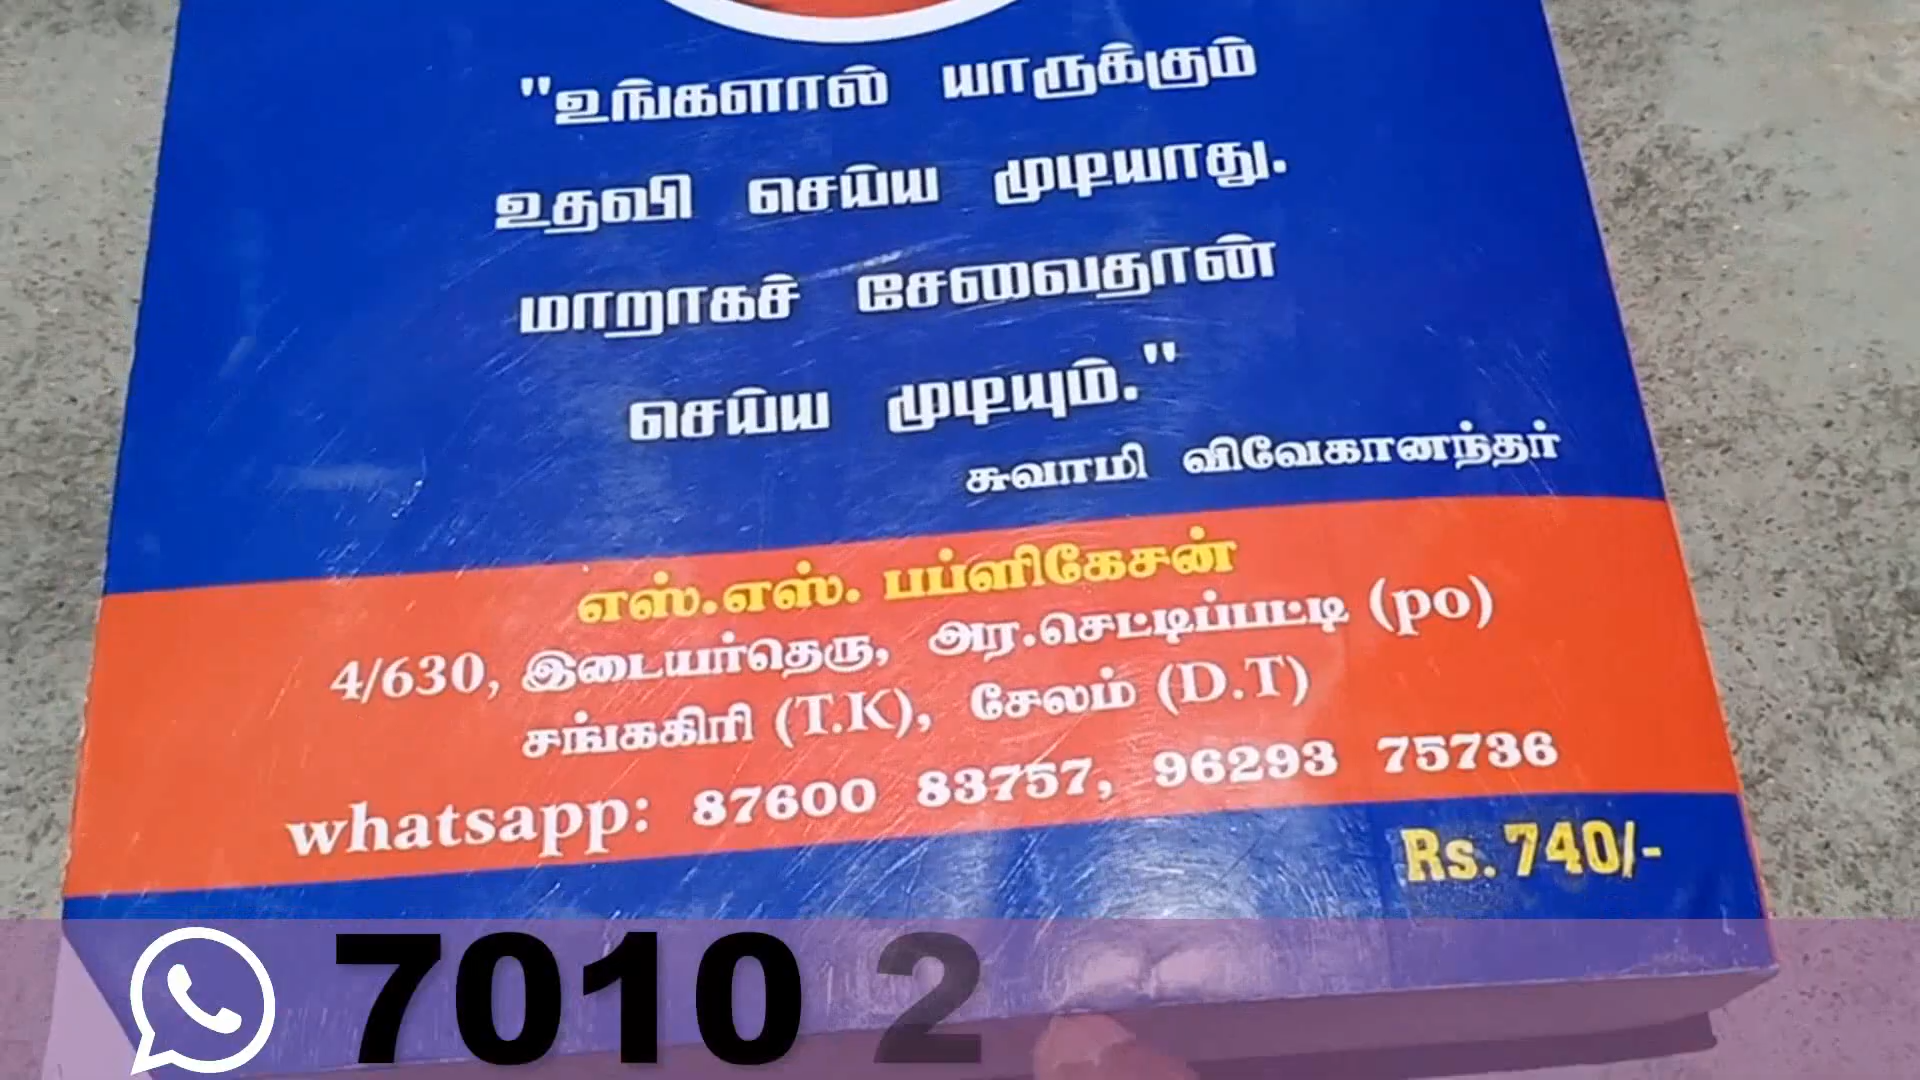 "உங்களால் யாருக்கும்
உதவி செய்ய முடியாது.
மாறாகச் சேவைதான்
செய்ய முடியும்."
சுவாமி விவேகானந்தர்
எஸ்.எஸ். பப்ளிகேசன்
4/630, இடையர்தெரு, அர.செட்டிப்பட்டி (po)
சங்ககிரி (T.K), சேலம் (D.T)
whatsapp: 87600 83757, 96293 75736
Rs. 740/-
7010 2